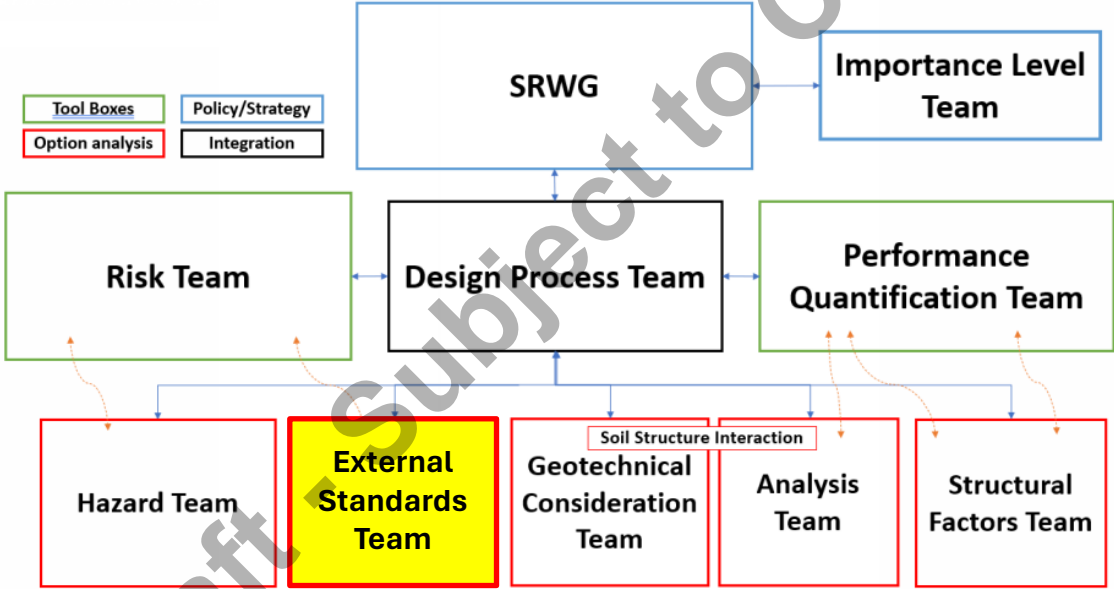 SRWG
Importance Level
Team
Tool Boxes
Policy/Strategy
Option analysis
Integration
Risk Team
Design Process Team
Performance
Quantification Team
Hazard Team
External
Standards
Team
Soil Structure Interaction
Geotechnical
Consideration
Team
Analysis
Team
Structural
Factors Team
- Subject to